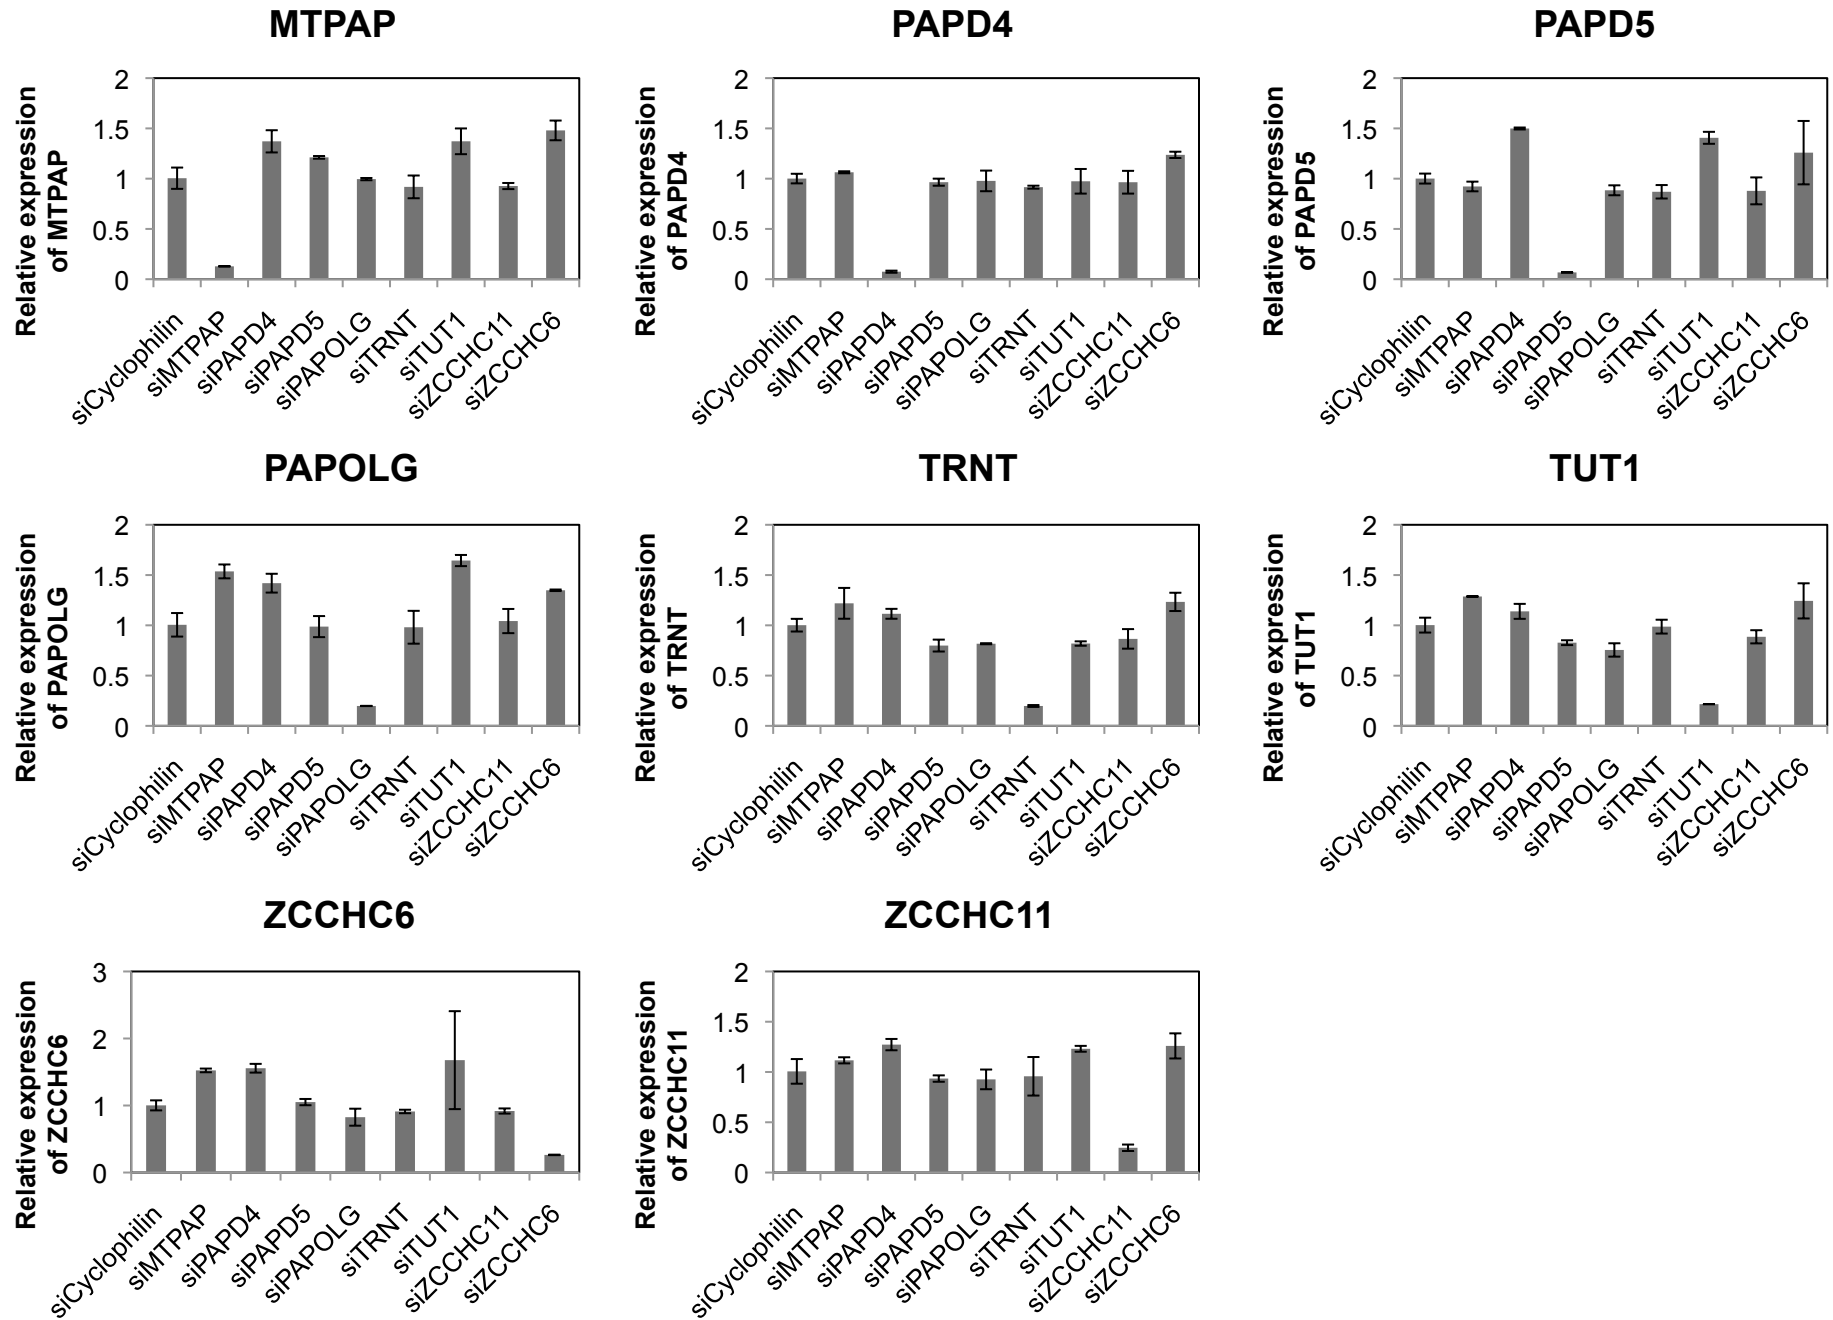 MTPAP
Relative expression
of MTPAP
2
1.5
1
0.5
0
siCyclophilin
siMTPAP
siPAPD4
siPAPD5
siPAPOLG
siTRNT
siTUT1
siZCCHC11
siZCCHC6
PAPD4
Relative expression
of PAPD4
2
1.5
1
0.5
0
siCyclophilin
siMTPAP
siPAPD4
siPAPD5
siPAPOLG
siTRNT
siTUT1
siZCCHC11
siZCCHC6
PAPD5
Relative expression
of PAPD5
2
1.5
1
0.5
0
siCyclophilin
siMTPAP
siPAPD4
siPAPD5
siPAPOLG
siTRNT
siTUT1
siZCCHC11
siZCCHC6
PAPOLG
Relative expression
of PAPOLG
2
1.5
1
0.5
0
siCyclophilin
siMTPAP
siPAPD4
siPAPD5
siPAPOLG
siTRNT
siTUT1
siZCCHC11
siZCCHC6
TRNT
Relative expression
of TRNT
2
1.5
1
0.5
0
siCyclophilin
siMTPAP
siPAPD4
siPAPD5
siPAPOLG
siTRNT
siTUT1
siZCCHC11
siZCCHC6
TUT1
Relative expression
of TUT1
2
1.5
1
0.5
0
siCyclophilin
siMTPAP
siPAPD4
siPAPD5
siPAPOLG
siTRNT
siTUT1
siZCCHC11
siZCCHC6
ZCCHC6
Relative expression
of ZCCHC6
3
2
1
0
siCyclophilin
siMTPAP
siPAPD4
siPAPD5
siPAPOLG
siTRNT
siTUT1
siZCCHC11
siZCCHC6
ZCCHC11
Relative expression
of ZCCHC11
2
1.5
1
0.5
0
siCyclophilin
siMTPAP
siPAPD4
siPAPD5
siPAPOLG
siTRNT
siTUT1
siZCCHC11
siZCCHC6